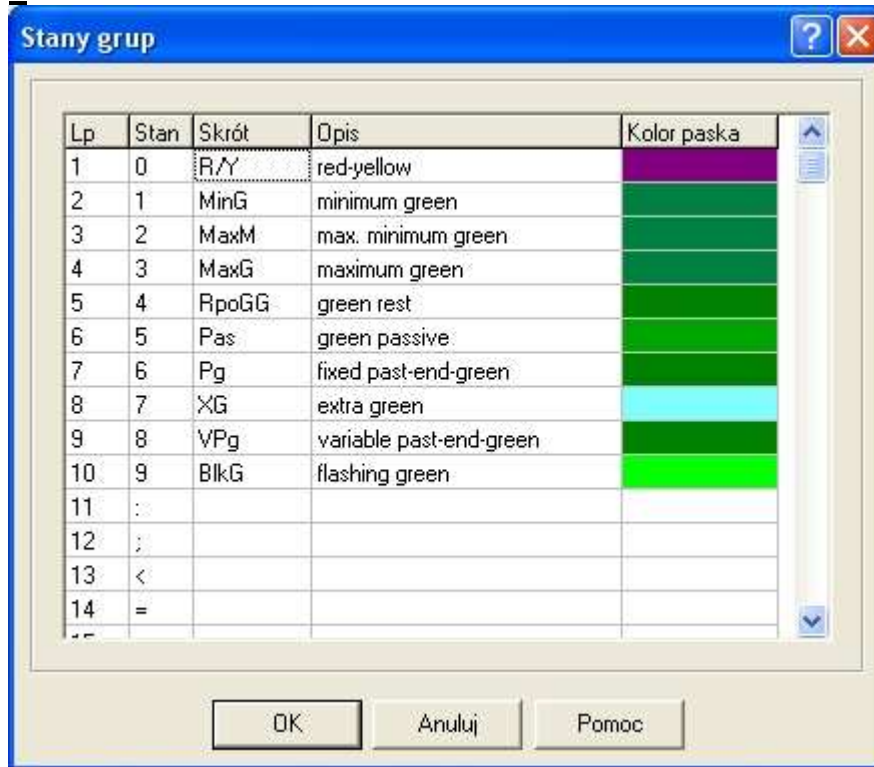 Stany grup
Lp Stan Skrót Opis Kolor paska
1 0 R/Y red-yellow
2 1 MinG minimum green
3 2 MaxM max. minimum green
4 3 MaxG maximum green
5 4 RpoGG green rest
6 5 Pas green passive
7 6 Pg fixed past-end-green
8 7 XG extra green
9 8 VPg variable past-end-green
10 9 BlkG flashing green
11 :
12 ;
13 <
14 =
OK Anuluj Pomoc